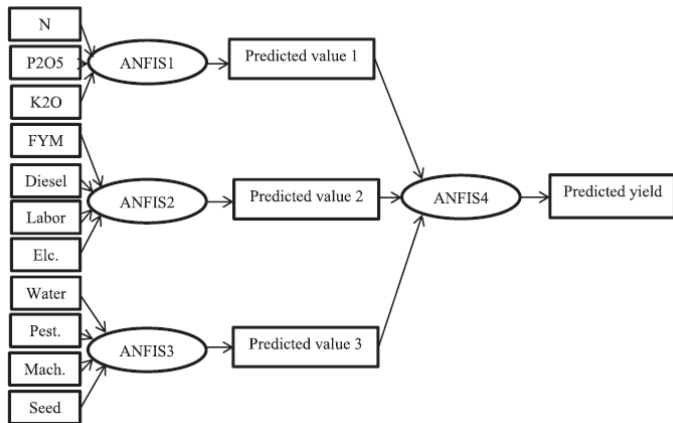 N
P2O5
K2O
FYM
Diesel
Labor
Elc.
Water
Pest.
Mach.
Seed
ANFIS1
ANFIS2
ANFIS3
Predicted value 1
Predicted value 2
Predicted value 3
ANFIS4
Predicted yield